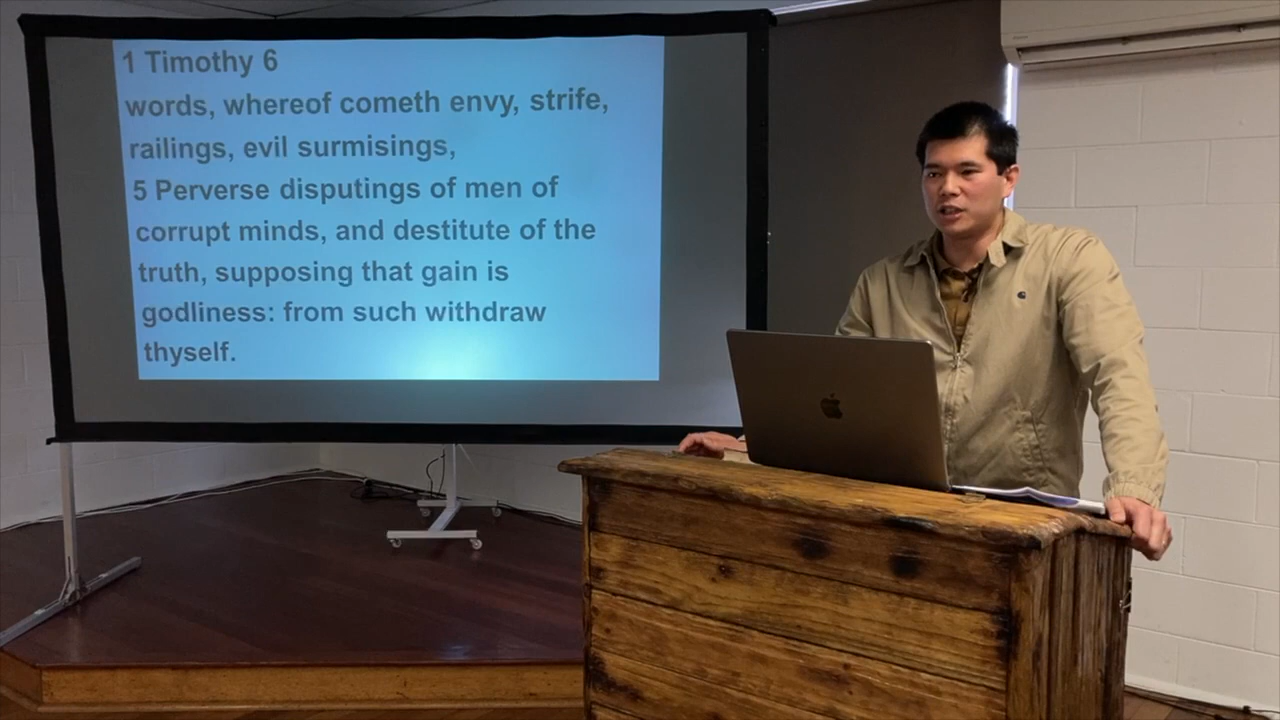 1 Timothy 6
words, whereof cometh envy, strife,
railings, evil surmisings,
5 Perverse disputings of men of
corrupt minds, and destitute of the
truth, supposing that gain is
godliness: from such withdraw
thyself.